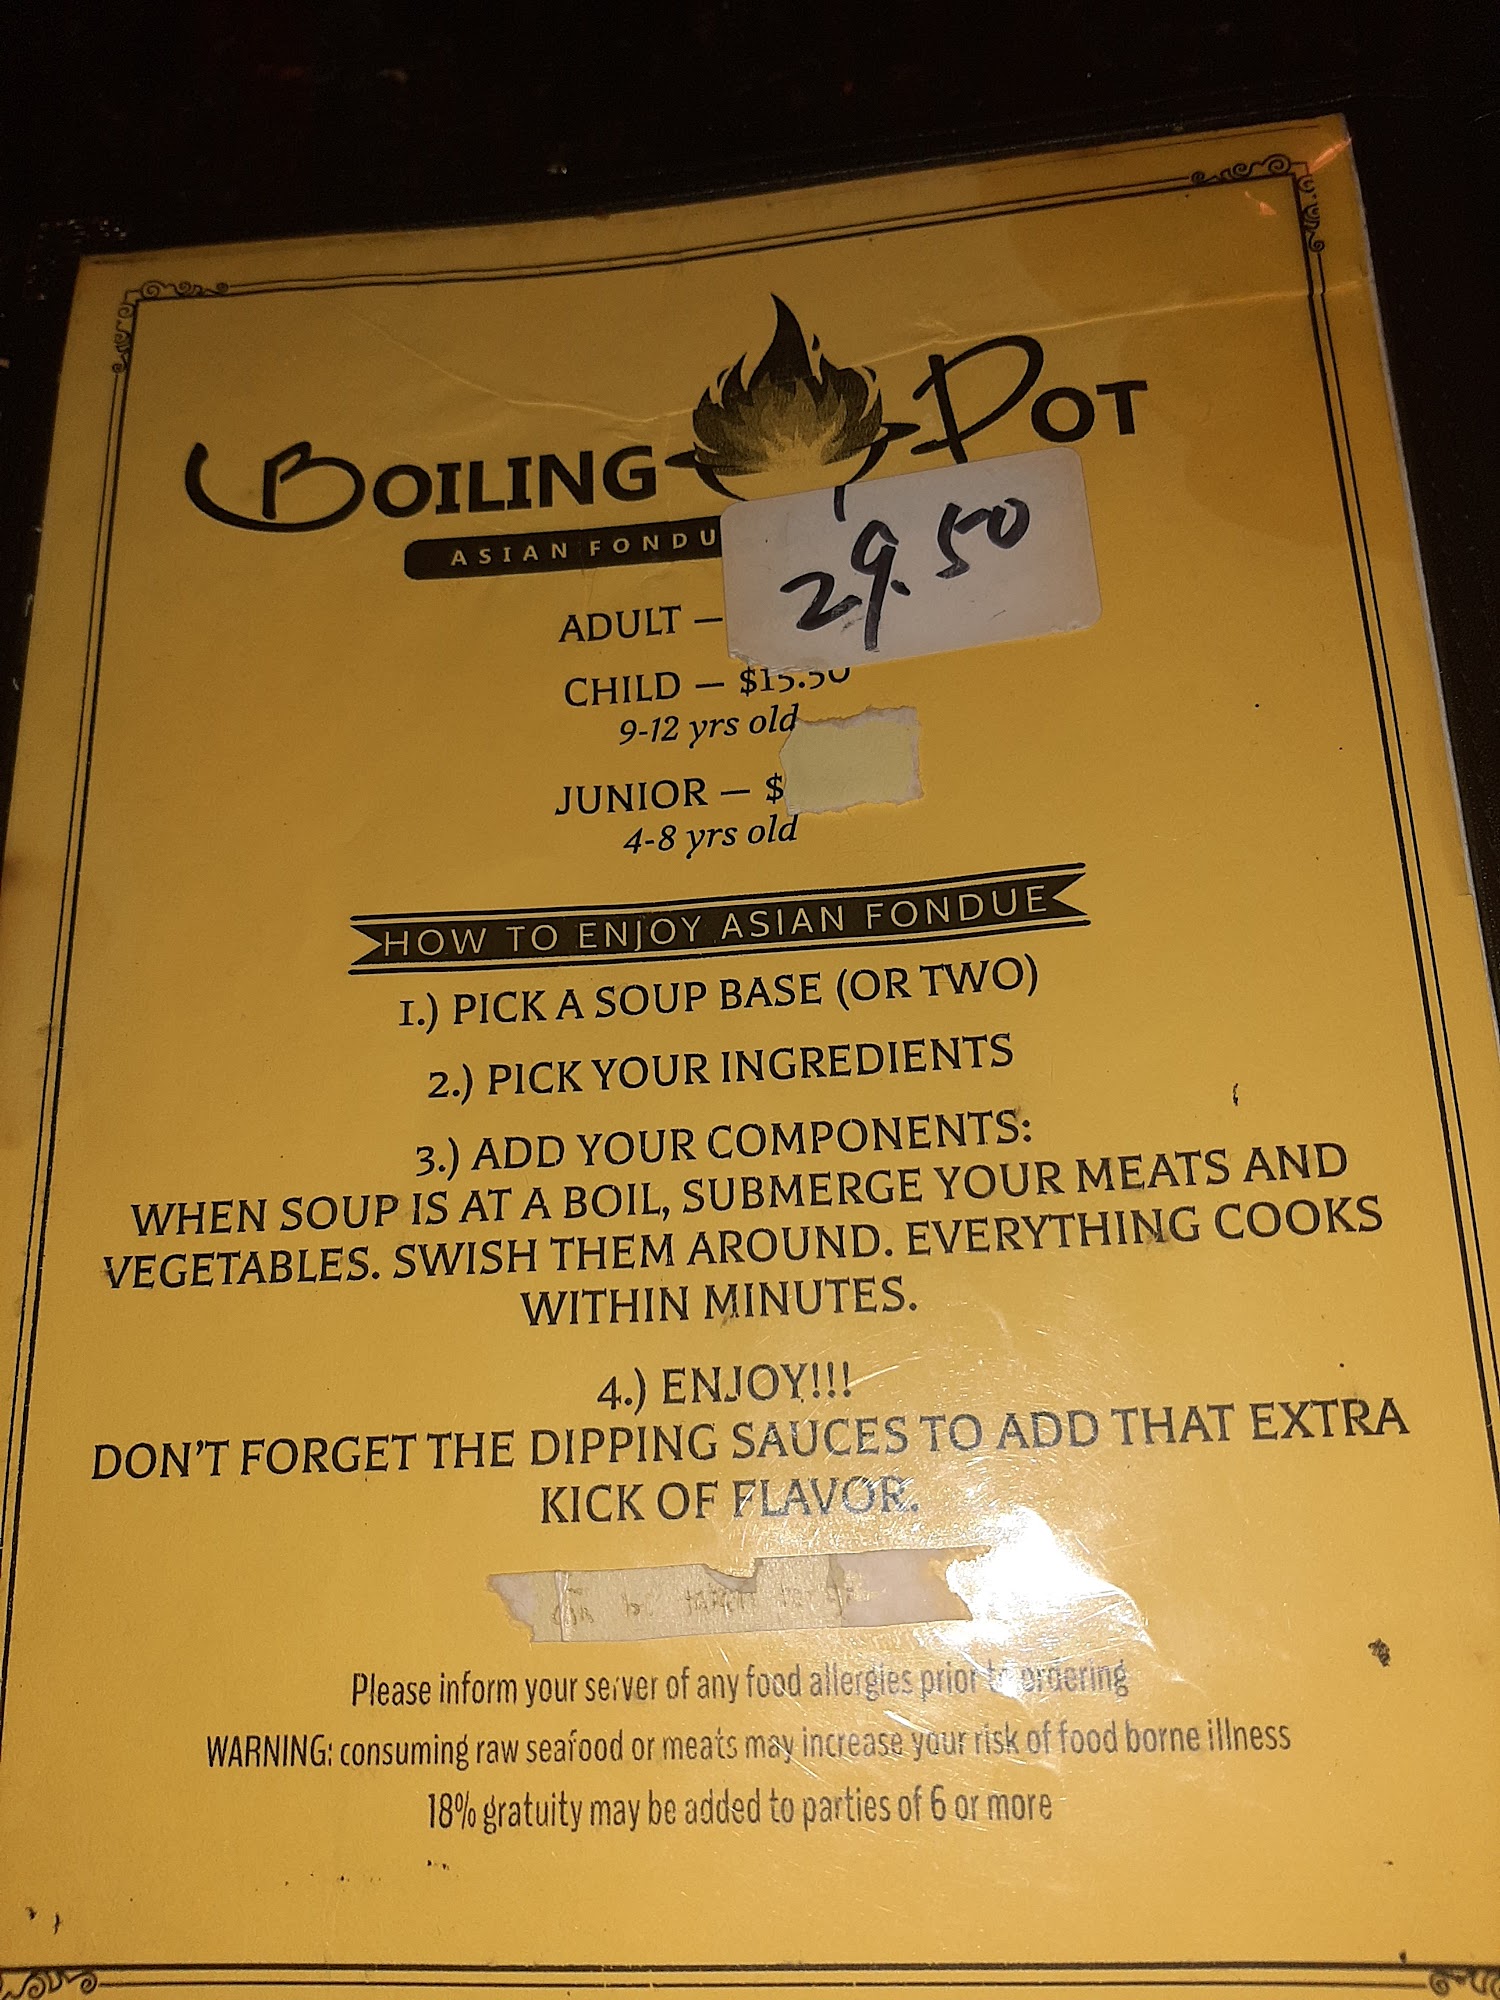 BOILING POT
ASIAN FONDU
29.50
ADULT —
CHILD — $15.50
9-12 yrs old
JUNIOR — $
4-8 yrs old
HOW TO ENJOY ASIAN FONDUE
1.) PICK A SOUP BASE (OR TWO)
2.) PICK YOUR INGREDIENTS
3.) ADD YOUR COMPONENTS:
WHEN SOUP IS AT A BOIL, SUBMERGE YOUR MEATS AND
VEGETABLES. SWISH THEM AROUND. EVERYTHING COOKS
WITHIN MINUTES.
4.) ENJOY!!!
DON'T FORGET THE DIPPING SAUCES TO ADD THAT EXTRA
KICK OF FLAVOR.
Please inform your server of any food allergies prior to ordering
WARNING: consuming raw seafood or meats may increase your risk of food borne illness
18% gratuity may be added to parties of 6 or more